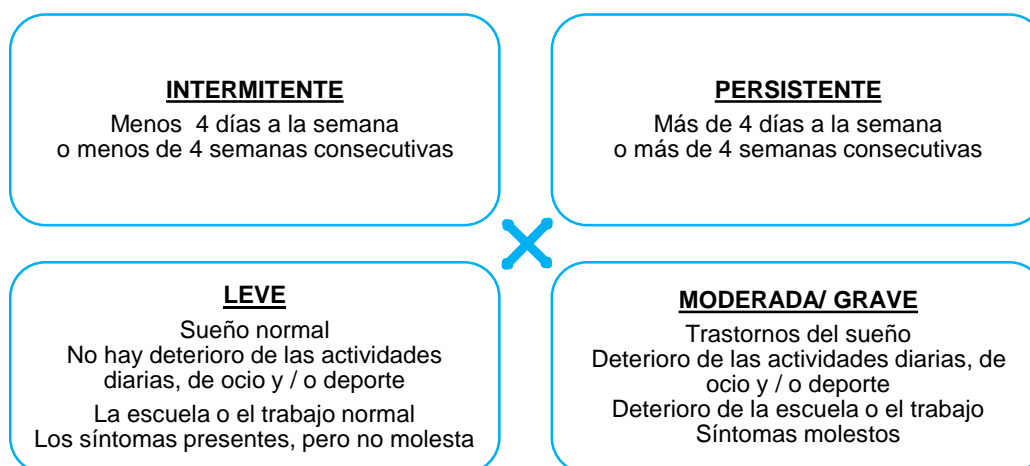 INTERMITENTE
Menos 4 días a la semana
o menos de 4 semanas consecutivas
PERSISTENTE
Más de 4 días a la semana
o más de 4 semanas consecutivas
LEVE
Sueño normal
No hay deterioro de las actividades
diarias, de ocio y / o deporte
La escuela o el trabajo normal
Los síntomas presentes, pero no molesta
MODERADA/ GRAVE
Trastornos del sueño
Deterioro de las actividades diarias, de
ocio y / o deporte
Deterioro de la escuela o el trabajo
Síntomas molestos